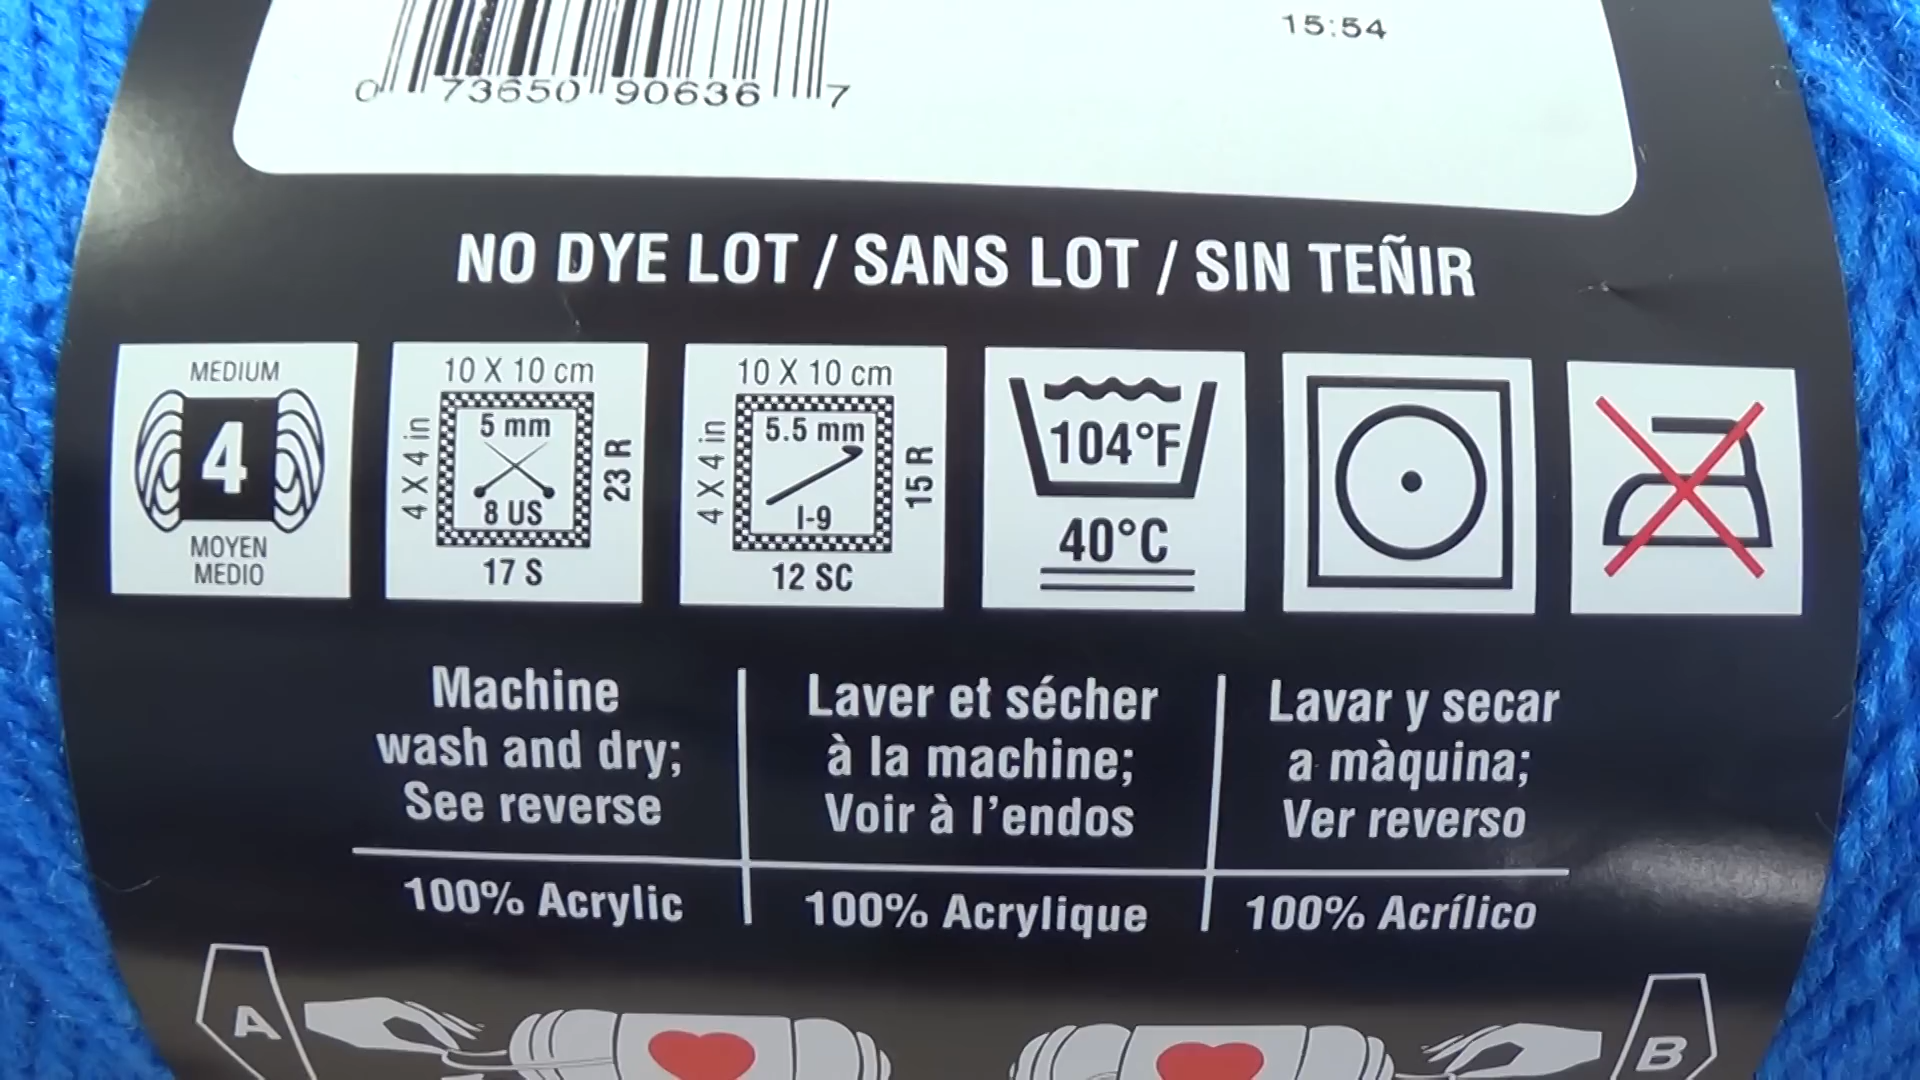 15:54
0 73650 90636 7
NO DYE LOT / SANS LOT / SIN TEÑIR
MEDIUM
4
MOYEN
MEDIO
10 X 10 cm
4 X 4 in
5 mm
8 US
23 R
17 S
10 X 10 cm
4 X 4 in
5.5 mm
I-9
15 R
12 SC
104°F
40°C
Machine
wash and dry;
See reverse
Laver et sécher
à la machine;
Voir à l'endos
Lavar y secar
a màquina;
Ver reverso
100% Acrylic
100% Acrylique
100% Acrílico
A
B